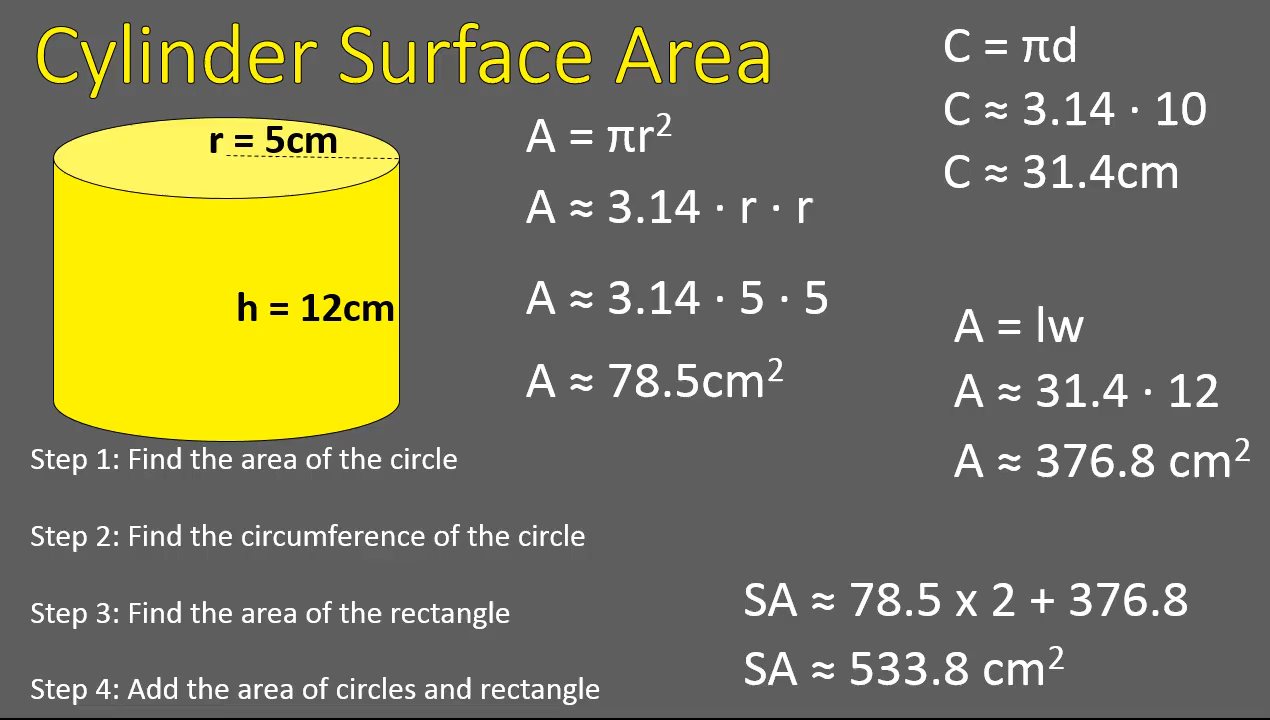 Cylinder Surface Area
r = 5cm
h = 12cm
A = πr²
A ≈ 3.14 · r · r
A ≈ 3.14 · 5 · 5
A ≈ 78.5cm²
C = πd
C ≈ 3.14 · 10
C ≈ 31.4cm
A = lw
A ≈ 31.4 · 12
A ≈ 376.8 cm²
Step 1: Find the area of the circle
Step 2: Find the circumference of the circle
Step 3: Find the area of the rectangle
Step 4: Add the area of circles and rectangle
SA ≈ 78.5 x 2 + 376.8
SA ≈ 533.8 cm²